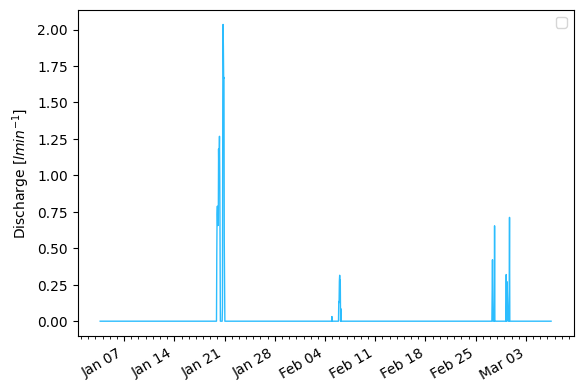 2.00
1.75
1.50
1.25
1.00
0.75
0.50
0.25
0.00
Discharge [lmin⁻¹]
Jan 07
Jan 14
Jan 21
Jan 28
Feb 04
Feb 11
Feb 18
Feb 25
Mar 03